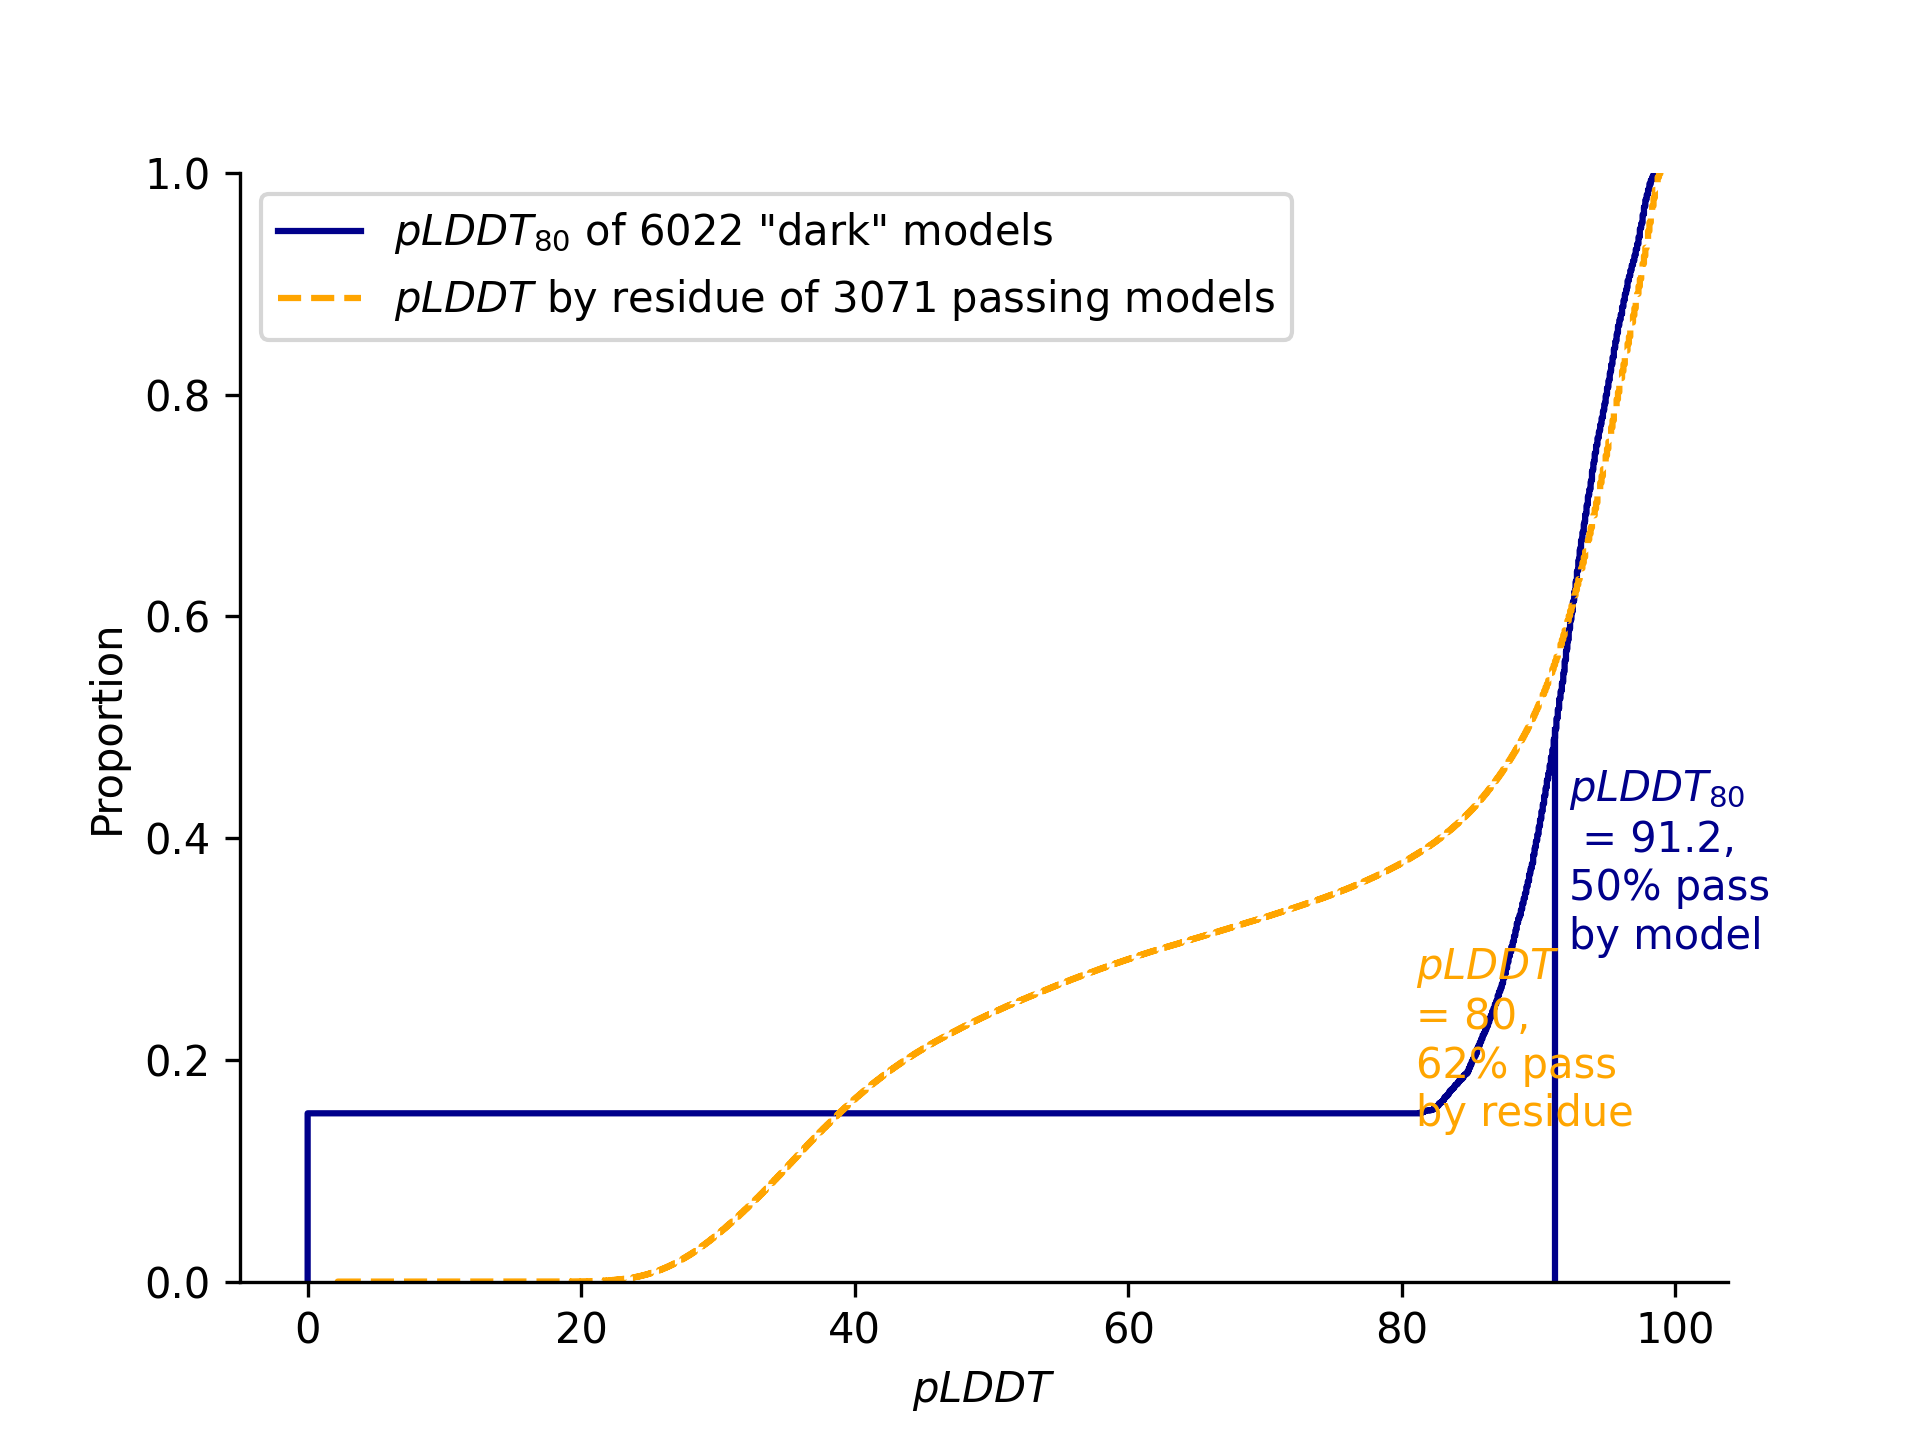 1.0
0.8
0.6
0.4
0.2
0.0
Proportion
pLDDT₈₀ of 6022 "dark" models
pLDDT by residue of 3071 passing models
pLDDT₈₀
= 91.2,
50% pass
by model
pLDDT
= 80,
62% pass
by residue
0 20 40 60 80 100
pLDDT